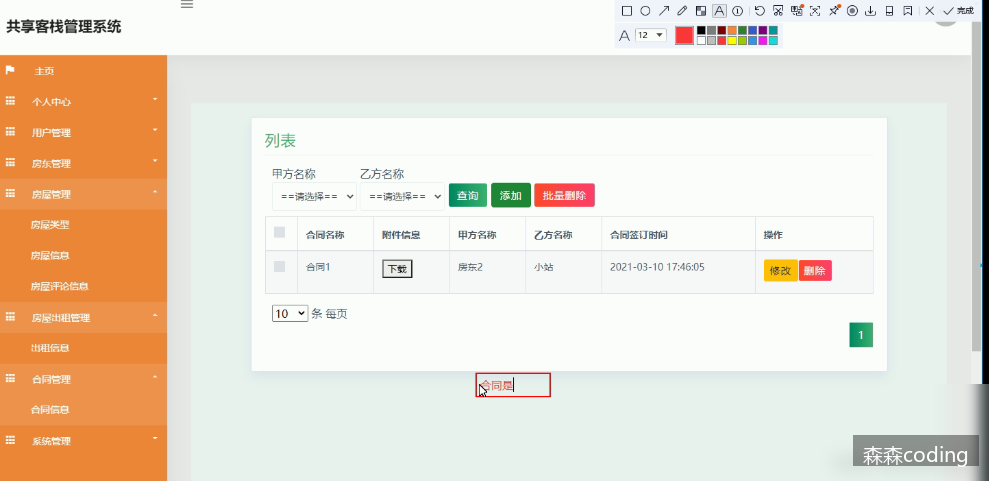 共享客栈管理系统
12
完成
主页
个人中心
用户管理
房东管理
房屋管理
房屋类型
房屋信息
房屋评论信息
房屋出租管理
出租信息
合同管理
合同信息
系统管理
列表
甲方名称 乙方名称
==请选择== ==请选择== 查询 添加 批量删除
合同名称 附件信息 甲方名称 乙方名称 合同签订时间 操作
合同1 下载 房东2 小站 2021-03-10 17:46:05 修改 删除
10 条 每页
1
合同是
森森coding